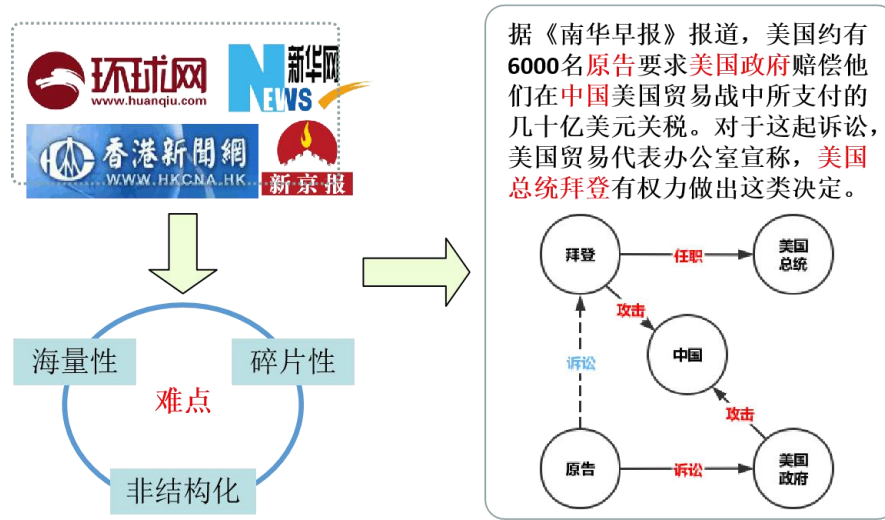 环球网
www.huanqiu.com
新华网
NEWS
香港新聞網
WWW.HKCNA.HK
新京报
海量性
碎片性
难点
非结构化
据《南华早报》报道，美国约有
6000名原告要求美国政府赔偿他
们在中国美国贸易战中所支付的
几十亿美元关税。对于这起诉讼，
美国贸易代表办公室宣称，美国
总统拜登有权力做出这类决定。
拜登
任职
美国
总统
攻击
诉讼
中国
攻击
原告
诉讼
美国
政府